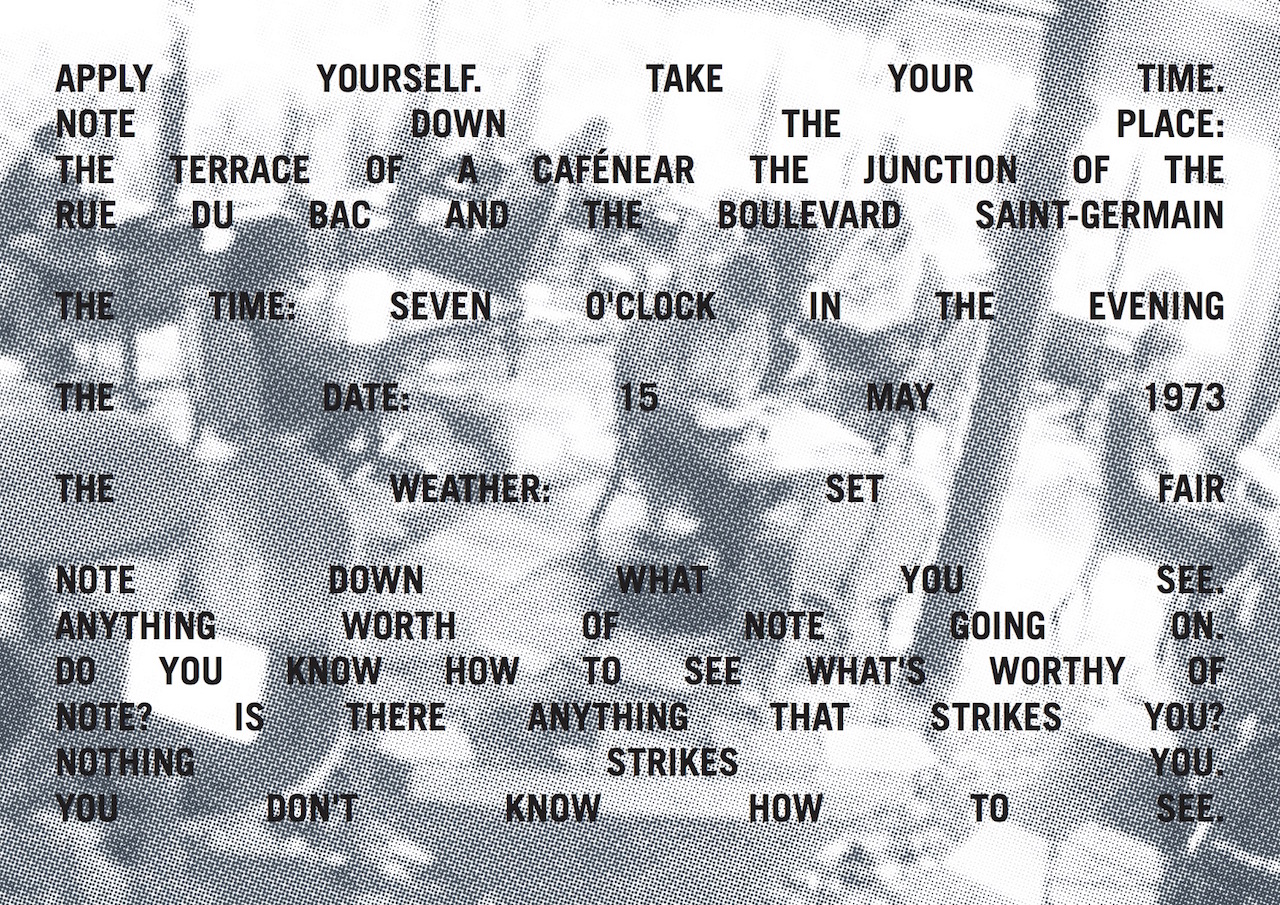 APPLY YOURSELF. TAKE YOUR TIME.
NOTE DOWN THE PLACE:
THE TERRACE OF A CAFÉNEAR THE JUNCTION OF THE
RUE DU BAC AND THE BOULEVARD SAINT-GERMAIN
THE TIME: SEVEN O'CLOCK IN THE EVENING
THE DATE: 15 MAY 1973
THE WEATHER: SET FAIR
NOTE DOWN WHAT YOU SEE.
ANYTHING WORTH OF NOTE GOING ON.
DO YOU KNOW HOW TO SEE WHAT'S WORTHY OF
NOTE? IS THERE ANYTHING THAT STRIKES YOU?
NOTHING STRIKES YOU.
YOU DON'T KNOW HOW TO SEE.